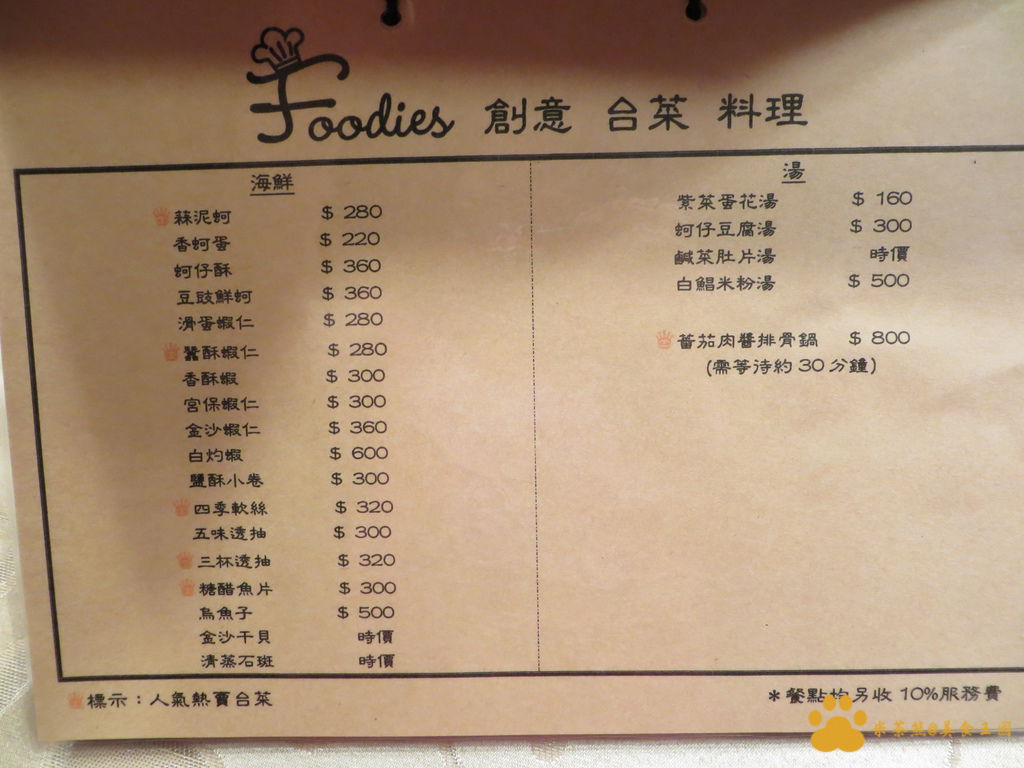 Foodies 創意 台菜 料理
海鮮
蒜泥蚵 $ 280
香蚵蛋 $ 220
蚵仔酥 $ 360
豆豉鮮蚵 $ 360
滑蛋蝦仁 $ 280
鹽酥蝦仁 $ 280
香酥蝦 $ 300
宮保蝦仁 $ 300
金沙蝦仁 $ 360
白灼蝦 $ 600
鹽酥小卷 $ 300
四季軟絲 $ 320
五味透抽 $ 300
三杯透抽 $ 320
糖醋魚片 $ 300
烏魚子 $ 500
金沙干貝 時價
清蒸石斑 時價
湯
紫菜蛋花湯 $ 160
蚵仔豆腐湯 $ 300
鹹菜肚片湯 時價
白鯧米粉湯 $ 500
蕃茄肉醬排骨鍋 $ 800
(需等待約 30 分鐘)
標示：人氣熱賣台菜
＊餐點均另收 10%服務費